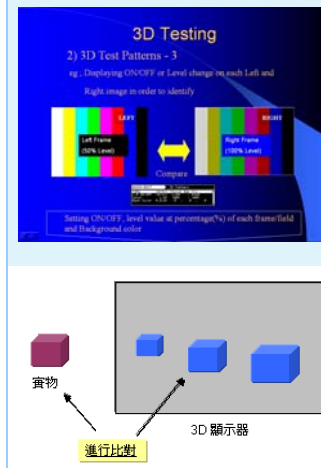 3D Testing
2) 3D Test Patterns - 3
eg ; Displaying ON/OFF or Level change on each Left and
Right image in order to identify
LEFT
RIGHT
Left Frame
(50% Level)
Right Frame
(100% Level)
Compare
Setting ON/OFF, level value at percentage(%) of each frame/field
and Background color
實物
3D 顯示器
進行比對